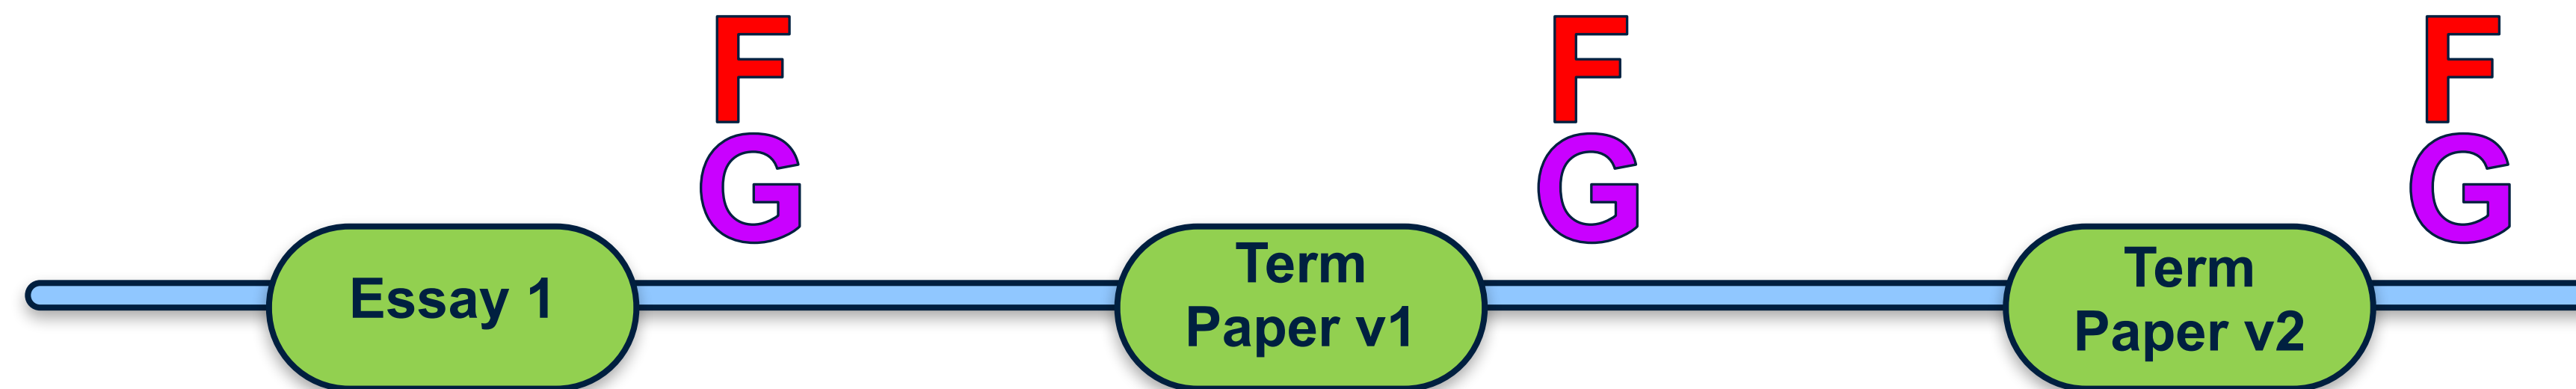 F
G
Essay 1
F
G
Term
Paper v1
F
G
Term
Paper v2